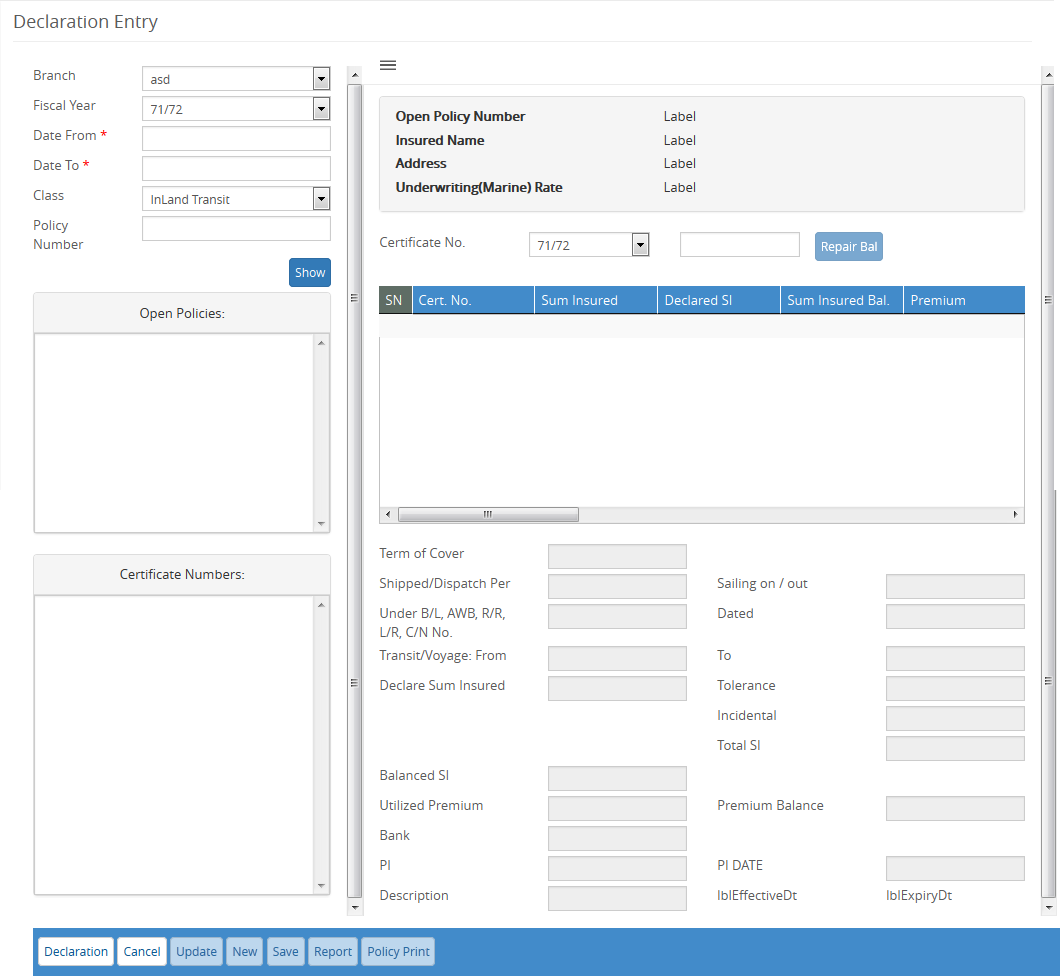 Declaration Entry
Branch
asd
Fiscal Year
71/72
Date From *
Date To *
Class
InLand Transit
Policy
Number
Show
Open Policies:
Certificate Numbers:
Open Policy Number Label
Insured Name Label
Address Label
Underwriting(Marine) Rate Label
Certificate No. 71/72 Repair Bal
SN Cert. No. Sum Insured Declared SI Sum Insured Bal. Premium
Term of Cover
Shipped/Dispatch Per Sailing on / out
Under B/L, AWB, R/R, Dated
L/R, C/N No.
Transit/Voyage: From To
Declare Sum Insured Tolerance
Incidental
Total SI
Balanced SI
Utilized Premium Premium Balance
Bank
PI PI DATE
Description lblEffectiveDt lblExpiryDt
Declaration Cancel Update New Save Report Policy Print